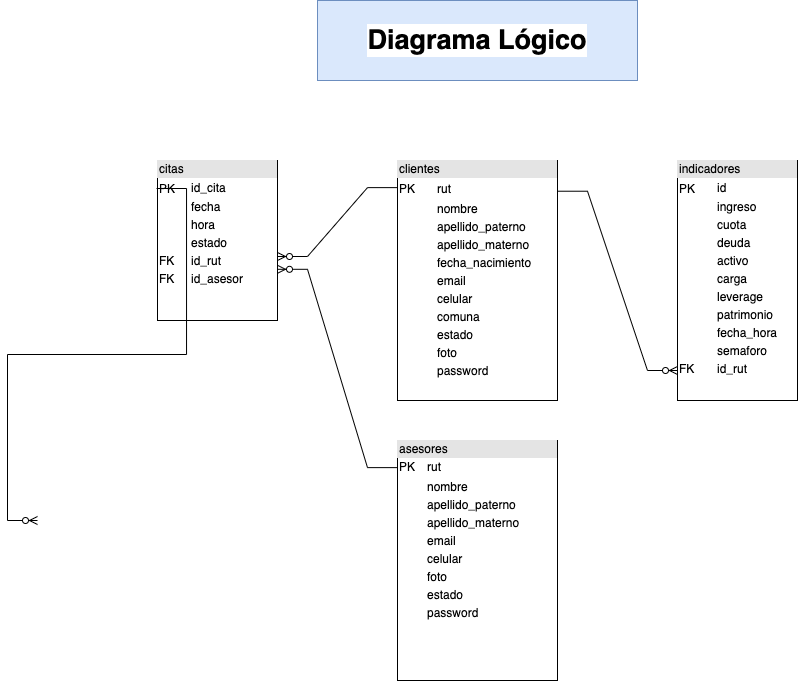 Diagrama Lógico
citas
PK id_cita
fecha
hora
estado
FK id_rut
FK id_asesor
clientes
PK rut
nombre
apellido_paterno
apellido_materno
fecha_nacimiento
email
celular
comuna
estado
foto
password
indicadores
PK id
ingreso
cuota
deuda
activo
carga
leverage
patrimonio
fecha_hora
semaforo
FK id_rut
asesores
PK rut
nombre
apellido_paterno
apellido_materno
email
celular
foto
estado
password